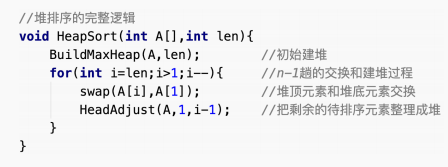 //堆排序的完整逻辑
void HeapSort(int A[],int len){
    BuildMaxHeap(A,len);        //初始建堆
    for(int i=len;i>1;i--){     //n-1趟的交换和建堆过程
        swap(A[i],A[1]);        //堆顶元素和堆底元素交换
        HeadAdjust(A,1,i-1);    //把剩余的待排序元素整理成堆
    }
}